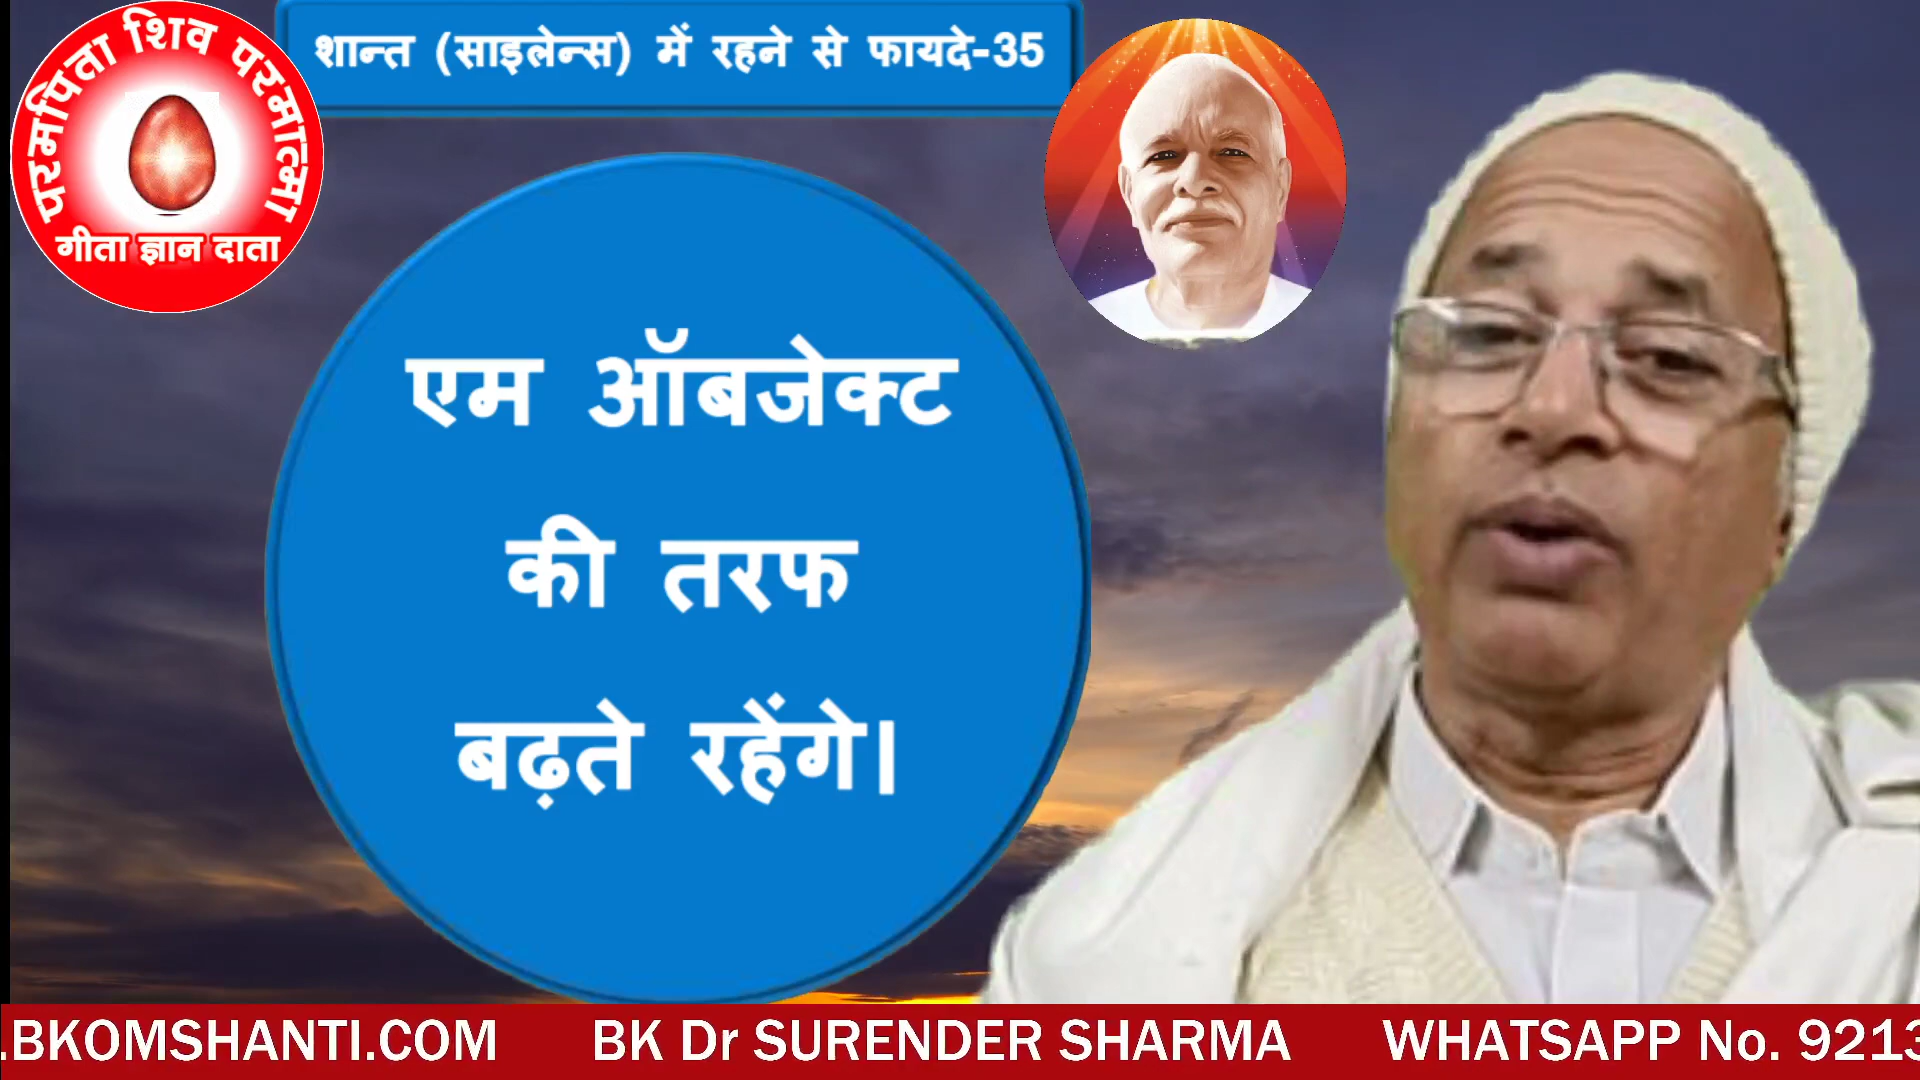 परमपिता शिव परमात्मा
गीता ज्ञान दाता
शान्त (साइलेन्स) में रहने से फायदे-35
एम ऑबजेक्ट
की तरफ
बढ़ते रहेंगे।
.BKOMSHANTI.COM BK Dr SURENDER SHARMA WHATSAPP No. 9213